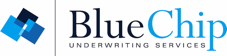 BlueChip
UNDERWRITING SERVICES